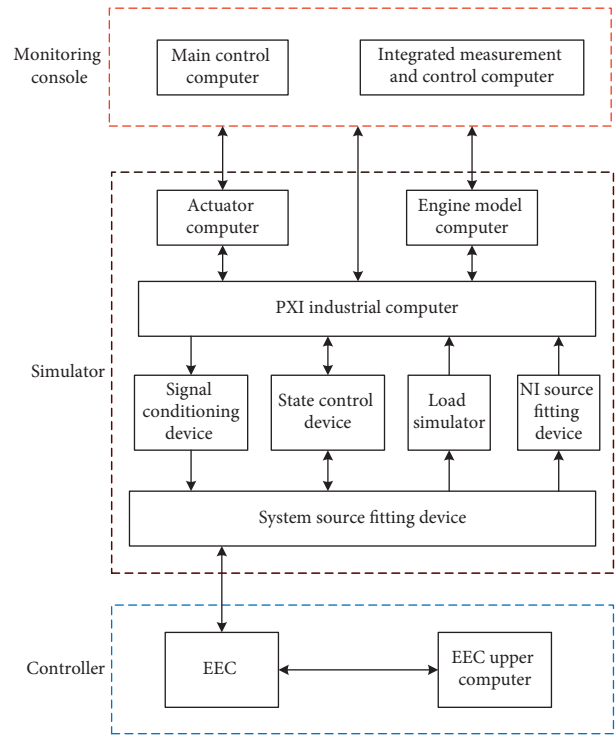 Monitoring
console
Main control
computer
Integrated measurement
and control computer
Simulator
Actuator
computer
Engine model
computer
PXI industrial computer
Signal
conditioning
device
State control
device
Load
simulator
NI source
fitting
device
System source fitting device
Controller
EEC
EEC upper
computer